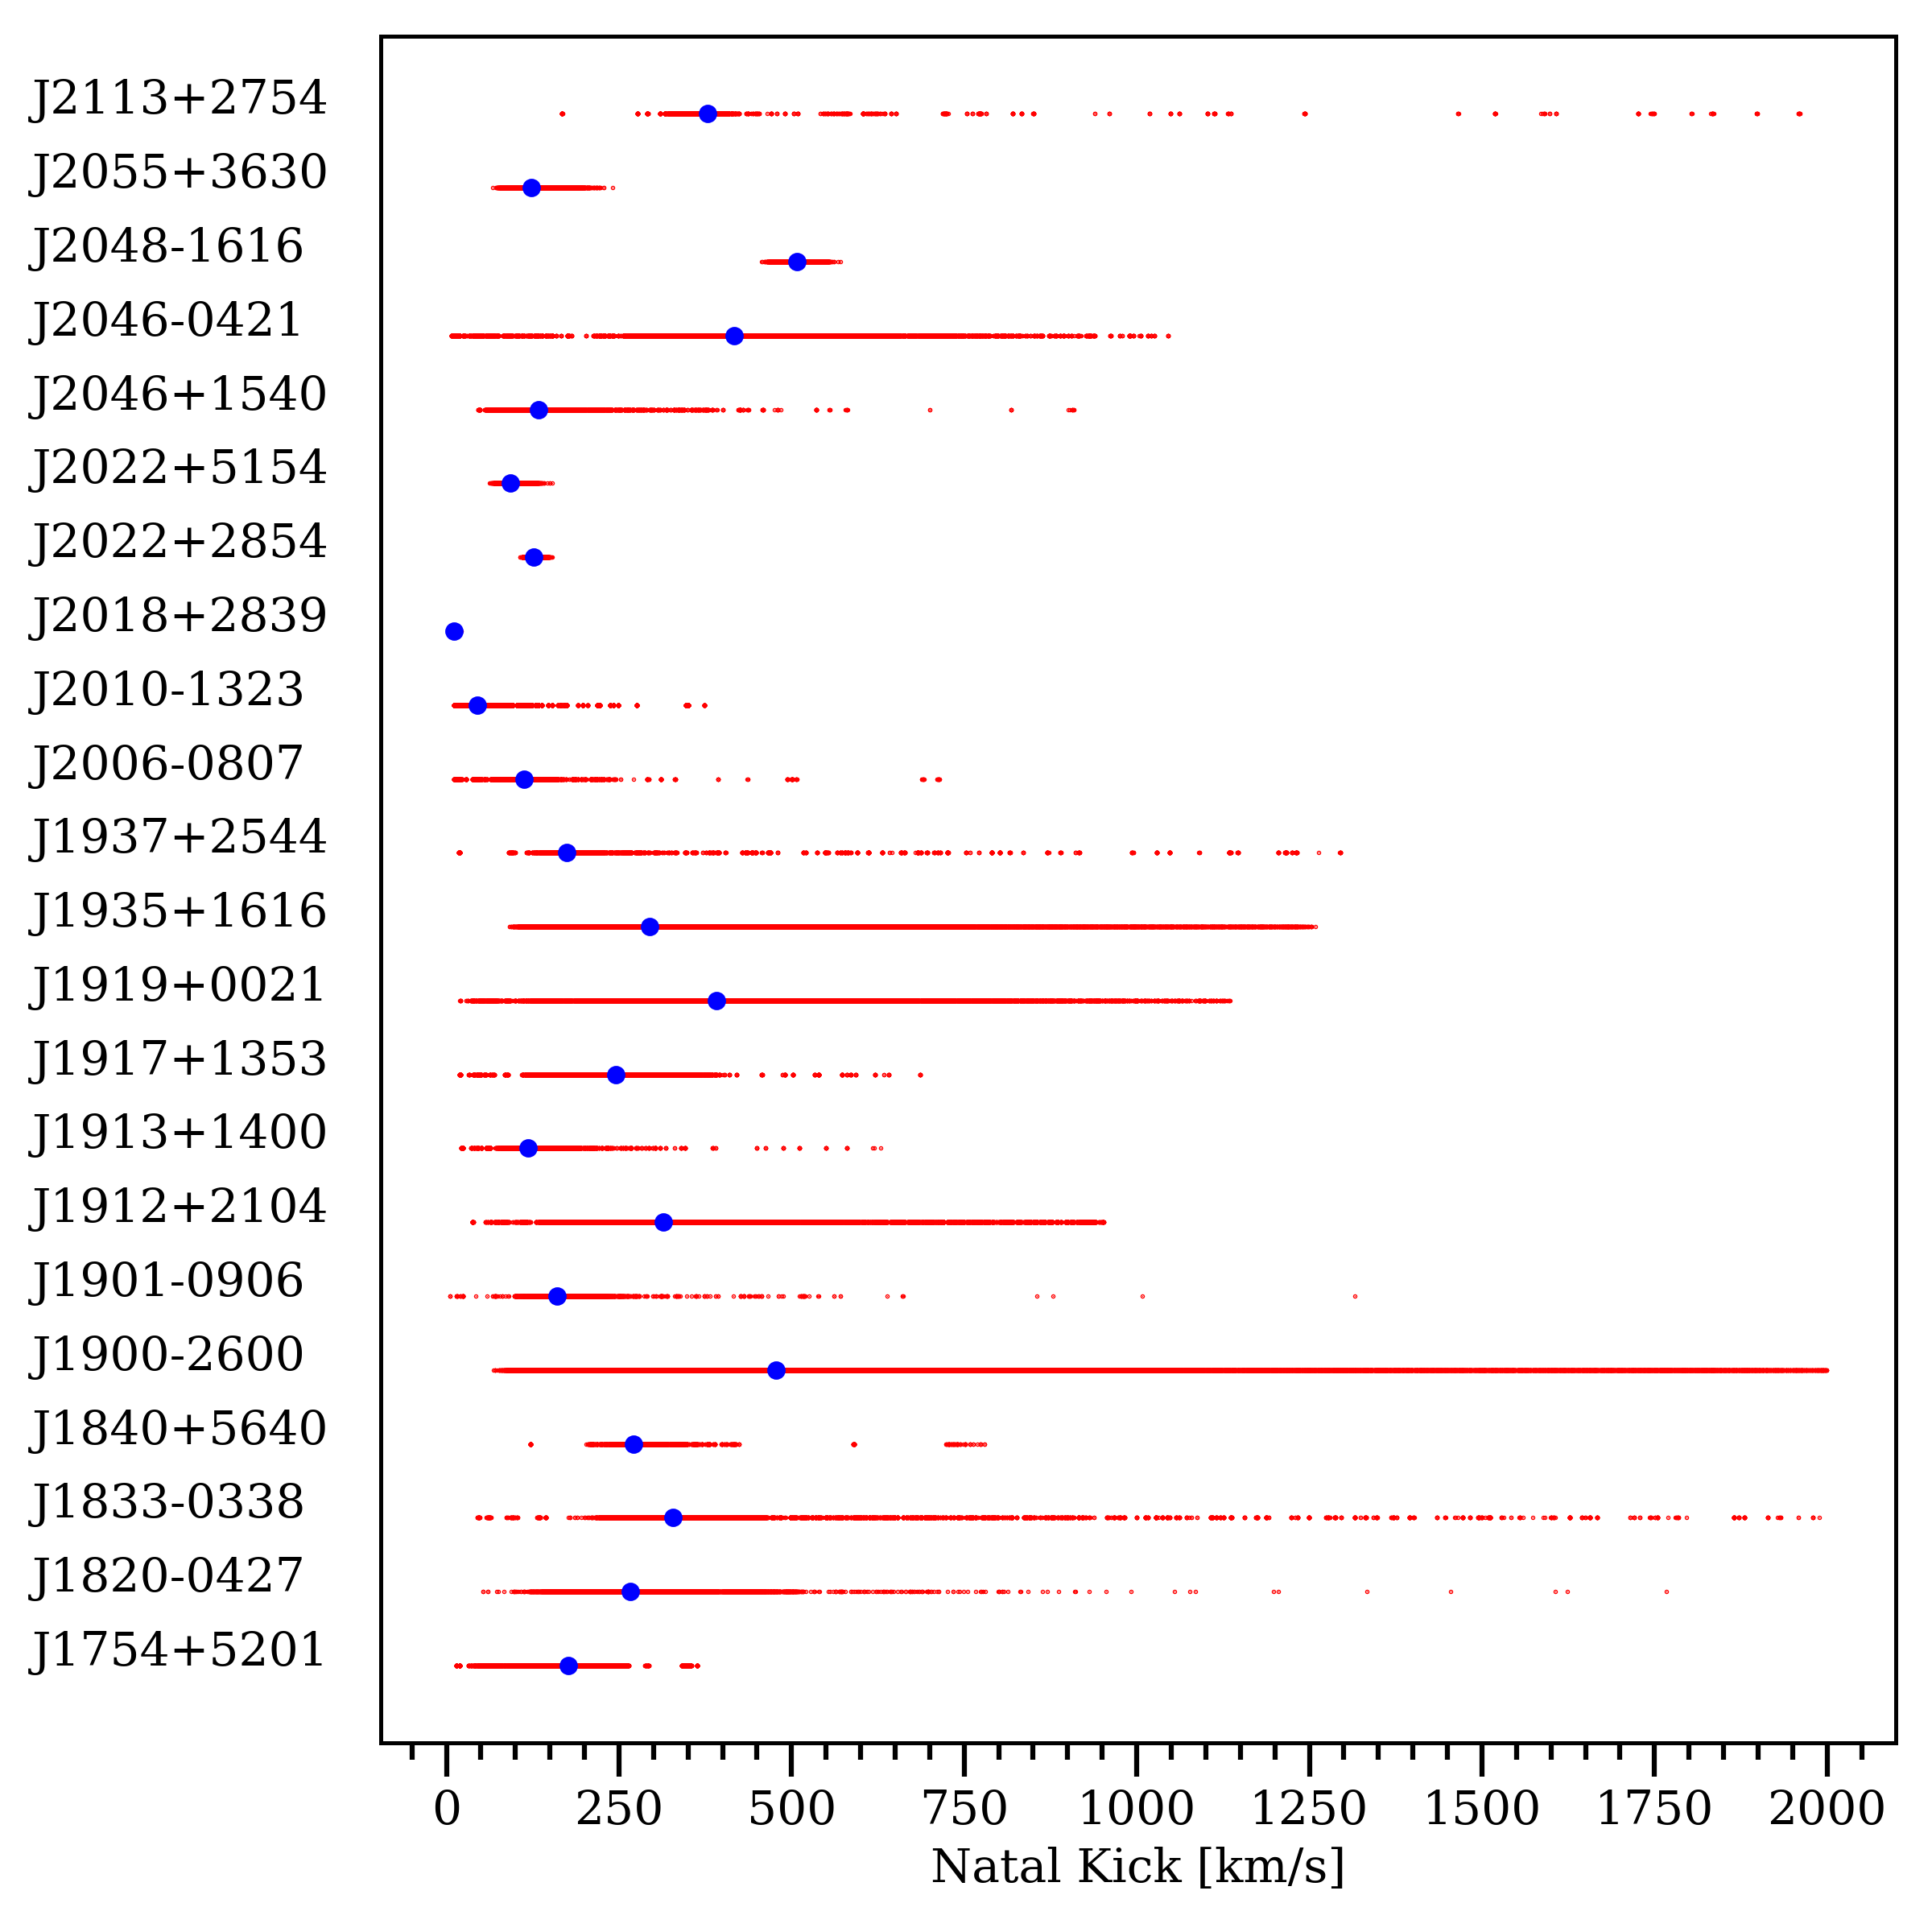 J2113+2754
J2055+3630
J2048-1616
J2046-0421
J2046+1540
J2022+5154
J2022+2854
J2018+2839
J2010-1323
J2006-0807
J1937+2544
J1935+1616
J1919+0021
J1917+1353
J1913+1400
J1912+2104
J1901-0906
J1900-2600
J1840+5640
J1833-0338
J1820-0427
J1754+5201
0 250 500 750 1000 1250 1500 1750 2000
Natal Kick [km/s]